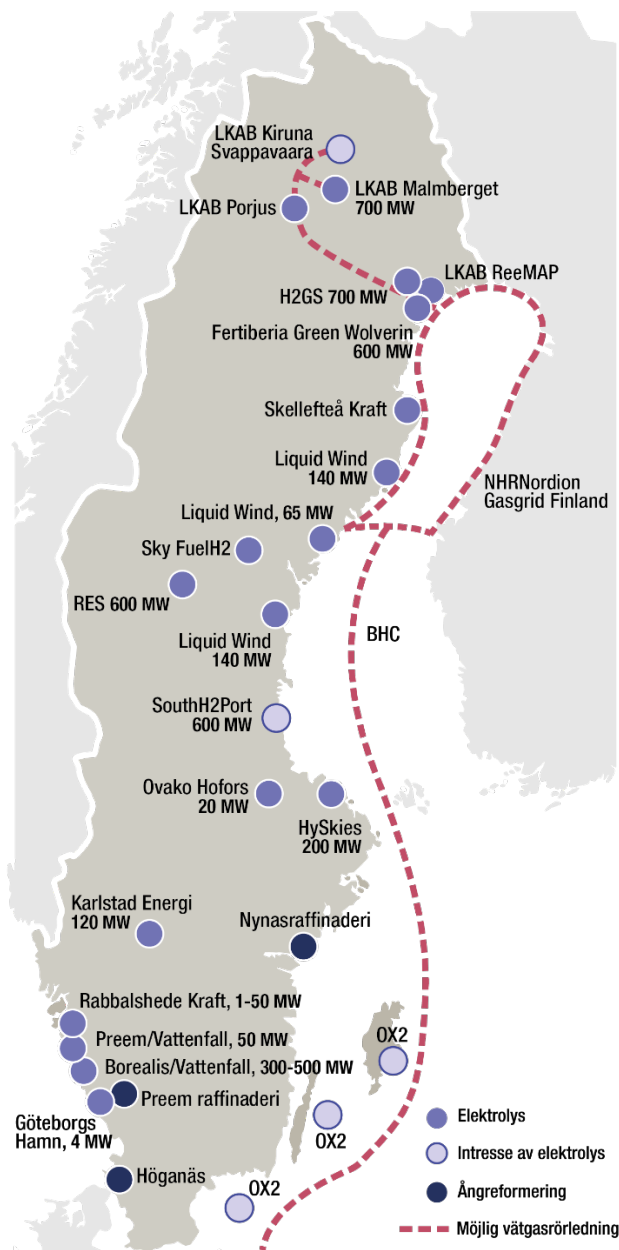 LKAB Kiruna
Svappavaara
LKAB Malmberget
700 MW
LKAB Porjus
LKAB ReeMAP
H2GS 700 MW
Fertiberia Green Wolverin
600 MW
Skellefteå Kraft
Liquid Wind
140 MW
NHRNordion
Gasgrid Finland
Liquid Wind, 65 MW
Sky FuelH2
RES 600 MW
Liquid Wind
140 MW
BHC
SouthH2Port
600 MW
Ovako Hofors
20 MW
HySkies
200 MW
Karlstad Energi
120 MW
Nynasraffinaderi
Rabbalshede Kraft, 1-50 MW
Preem/Vattenfall, 50 MW
OX2
Borealis/Vattenfall, 300-500 MW
Preem raffinaderi
Göteborgs
Hamn, 4 MW
OX2
Höganäs
OX2
Elektrolys
Intresse av elektrolys
Ångreformering
Möjlig vätgasrörledning